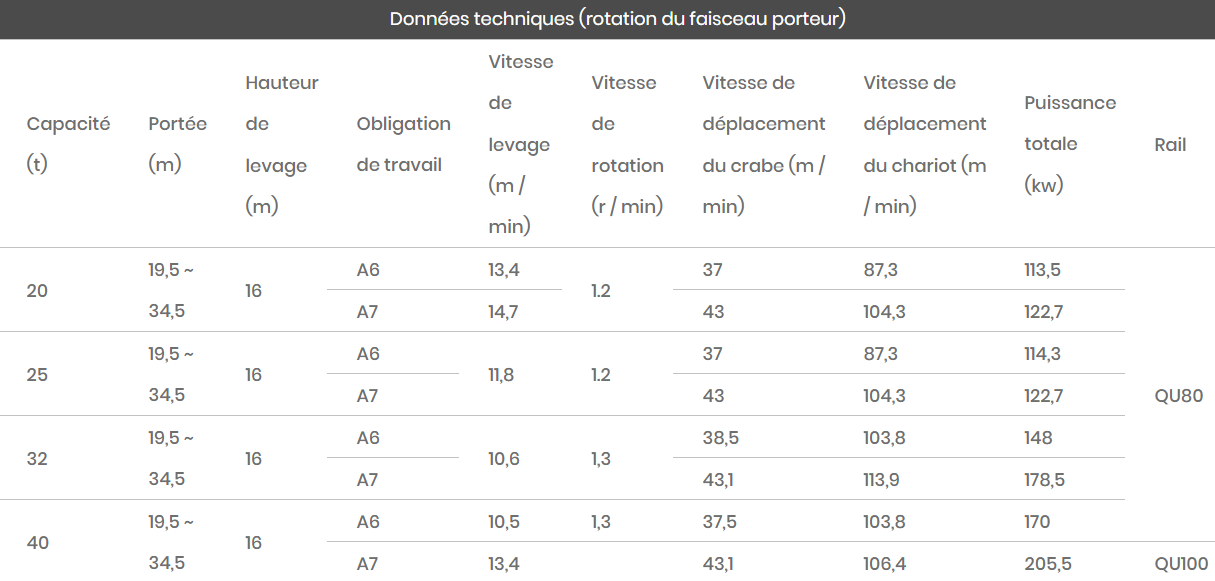 Données techniques (rotation du faisceau porteur)
Capacité (t) Portée (m) Hauteur de levage (m) Obligation de travail Vitesse de levage (m / min) Vitesse de rotation (r / min) Vitesse de déplacement du crabe (m / min) Vitesse de déplacement du chariot (m / min) Puissance totale (kw) Rail
20 19,5 ~ 34,5 16 A6 13,4 1.2 37 87,3 113,5 QU80
A7 14,7 43 104,3 122,7
25 19,5 ~ 34,5 16 A6 11,8 1.2 37 87,3 114,3
A7 43 104,3 122,7
32 19,5 ~ 34,5 16 A6 10,6 1,3 38,5 103,8 148
A7 43,1 113,9 178,5
40 19,5 ~ 34,5 16 A6 10,5 1,3 37,5 103,8 170
A7 13,4 43,1 106,4 205,5 QU100